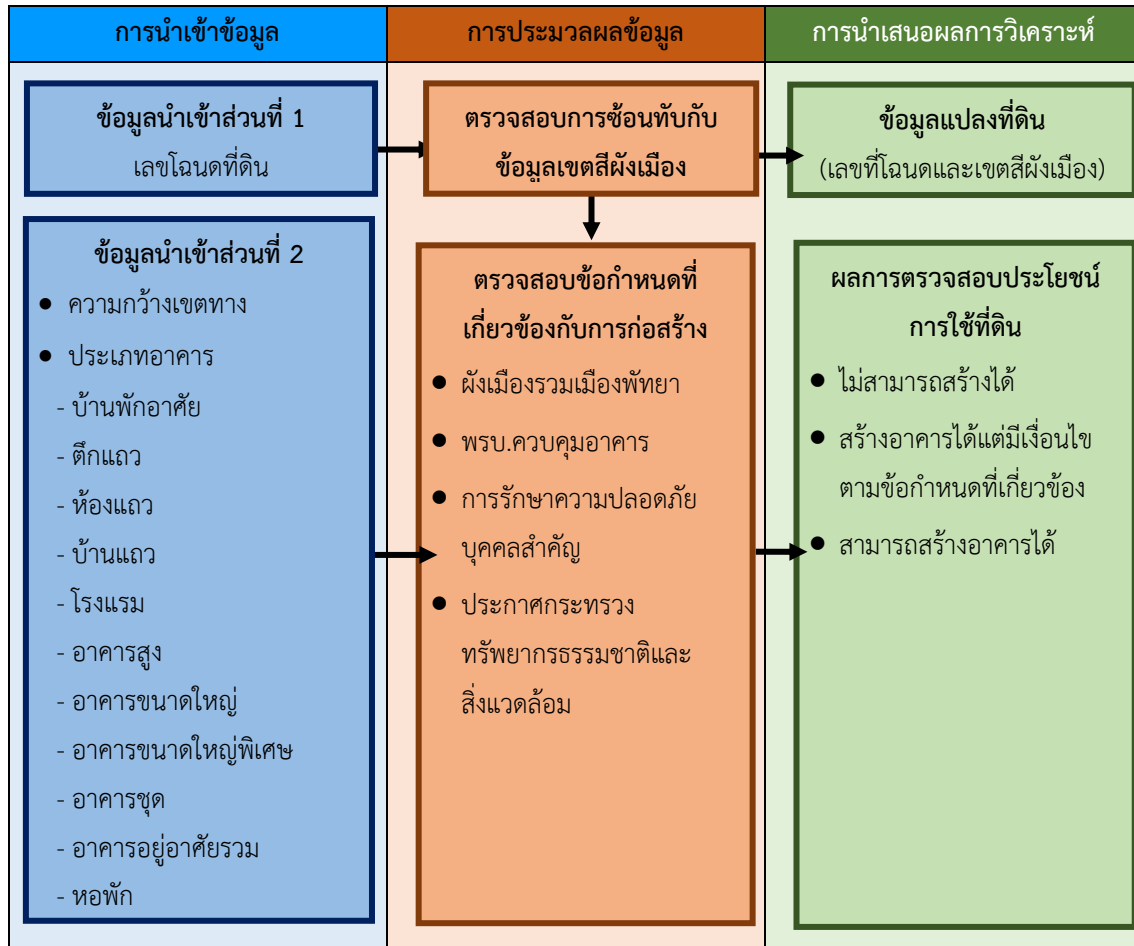 การนำเข้าข้อมูล
การประมวลผลข้อมูล
การนำเสนอผลการวิเคราะห์
ข้อมูลนำเข้าส่วนที่ 1
เลขโฉนดที่ดิน
ข้อมูลนำเข้าส่วนที่ 2
● ความกว้างเขตทาง
● ประเภทอาคาร
- บ้านพักอาศัย
- ตึกแถว
- ห้องแถว
- บ้านแถว
- โรงแรม
- อาคารสูง
- อาคารขนาดใหญ่
- อาคารขนาดใหญ่พิเศษ
- อาคารชุด
- อาคารอยู่อาศัยรวม
- หอพัก
ตรวจสอบการซ้อนทับกับ
ข้อมูลเขตสีผังเมือง
ตรวจสอบข้อกำหนดที่
เกี่ยวข้องกับการก่อสร้าง
● ผังเมืองรวมเมืองพัทยา
● พรบ.ควบคุมอาคาร
● การรักษาความปลอดภัย
บุคคลสำคัญ
● ประกาศกระทรวง
ทรัพยากรธรรมชาติและ
สิ่งแวดล้อม
ข้อมูลแปลงที่ดิน
(เลขที่โฉนดและเขตสีผังเมือง)
ผลการตรวจสอบประโยชน์
การใช้ที่ดิน
● ไม่สามารถสร้างได้
● สร้างอาคารได้แต่มีเงื่อนไข
ตามข้อกำหนดที่เกี่ยวข้อง
● สามารถสร้างอาคารได้